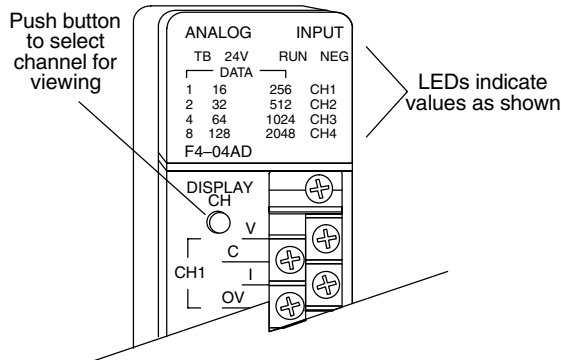 Push button
to select
channel for
viewing
ANALOG INPUT
TB 24V RUN NEG
DATA
1 16 256 CH1
2 32 512 CH2
4 64 1024 CH3
8 128 2048 CH4
F4–04AD
LEDs indicate
values as shown
DISPLAY
CH
V
C
CH1
I
OV